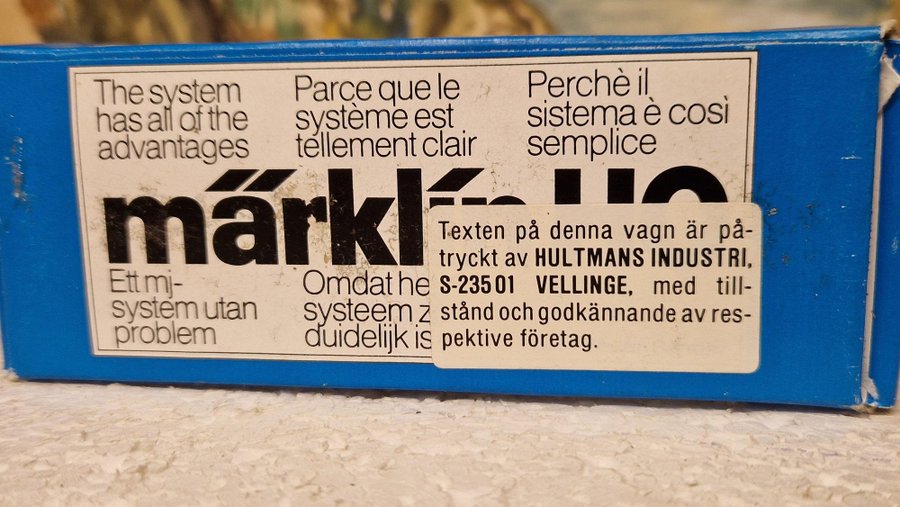 The system
has all of the
advantages
Parce que le
système est
tellement clair
Perchè il
sistema è così
semplice
märklin HO
Ett mj-
system utan
problem
Omdat he
systeem z
duidelijk is
Texten på denna vagn är på-
tryckt av HULTMANS INDUSTRI,
S-235 01 VELLINGE, med till-
stånd och godkännande av res-
pektive företag.